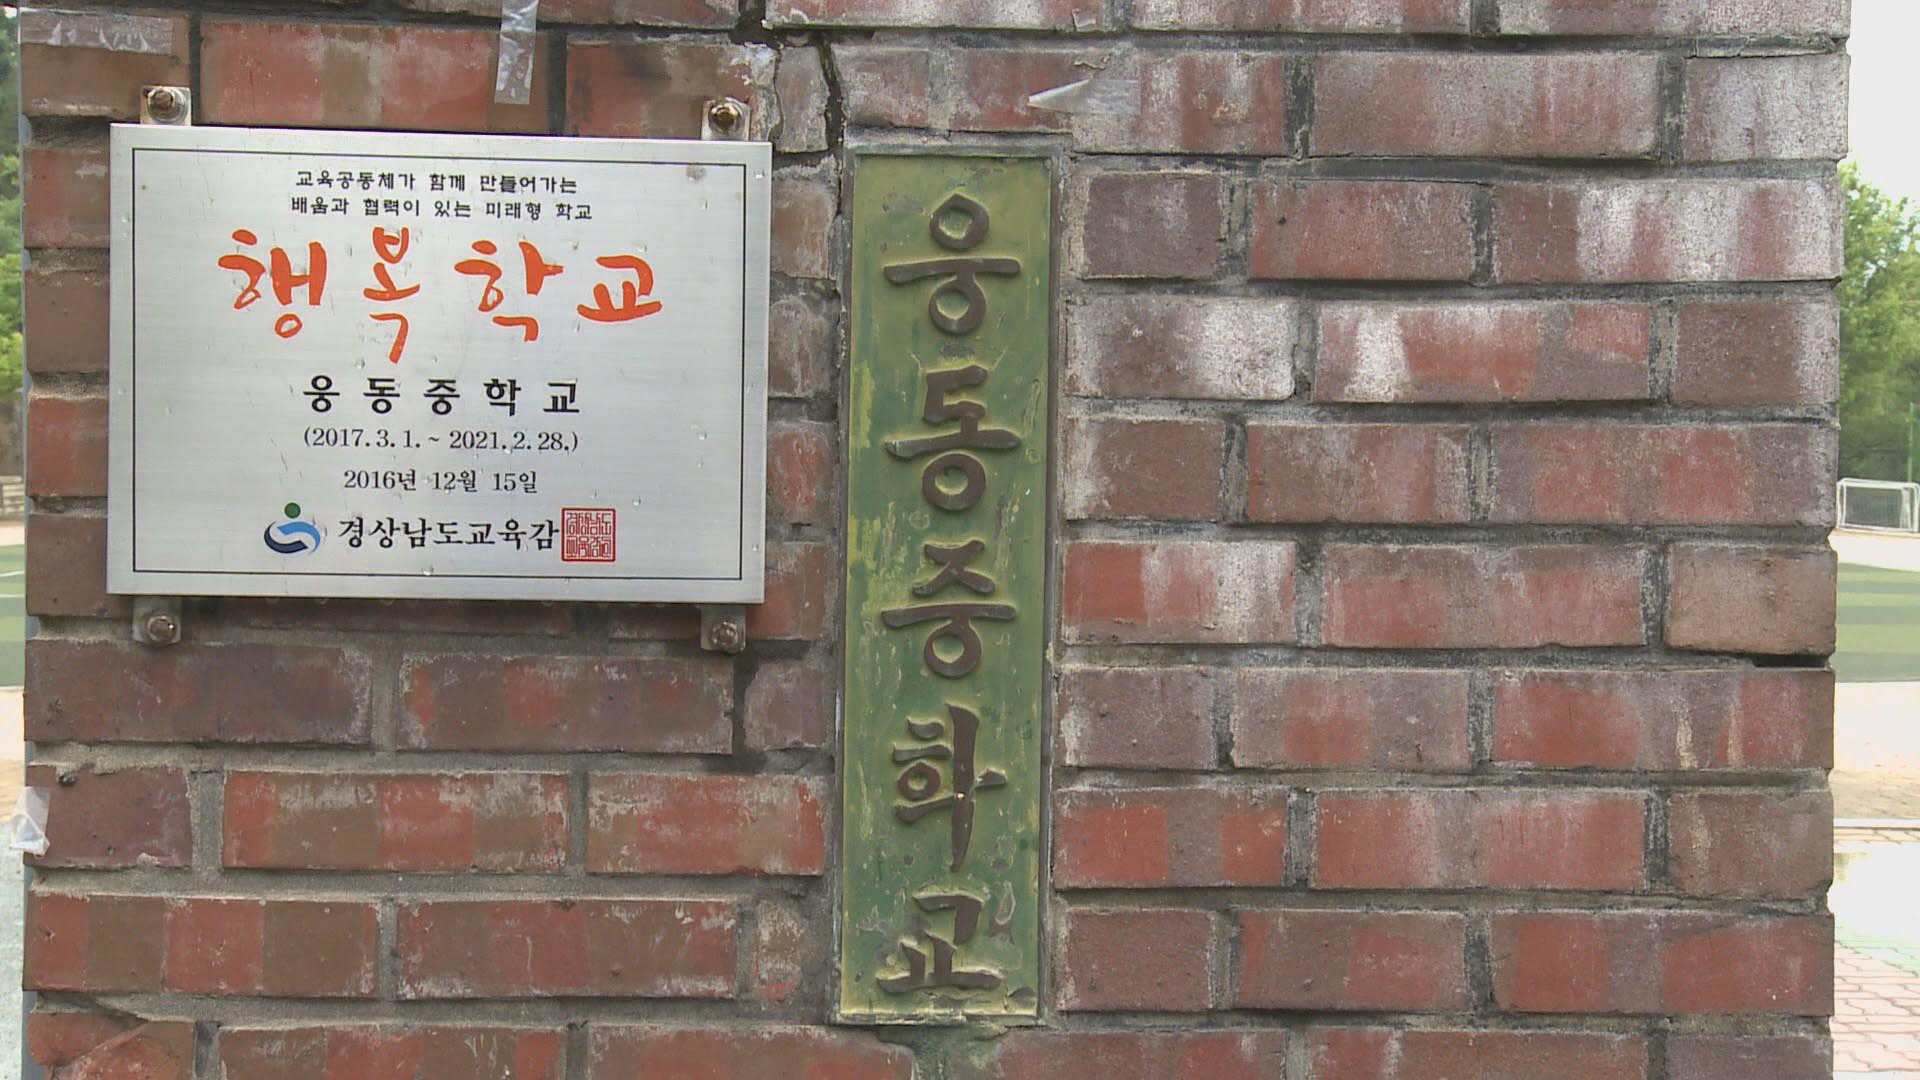 교육공동체가 함께 만들어가는
배움과 협력이 있는 미래형 학교
행복학교
웅동중학교
(2017.3.1.~2021.2.28.)
2016년 12월 15일
경상남도교육감
웅동중학교